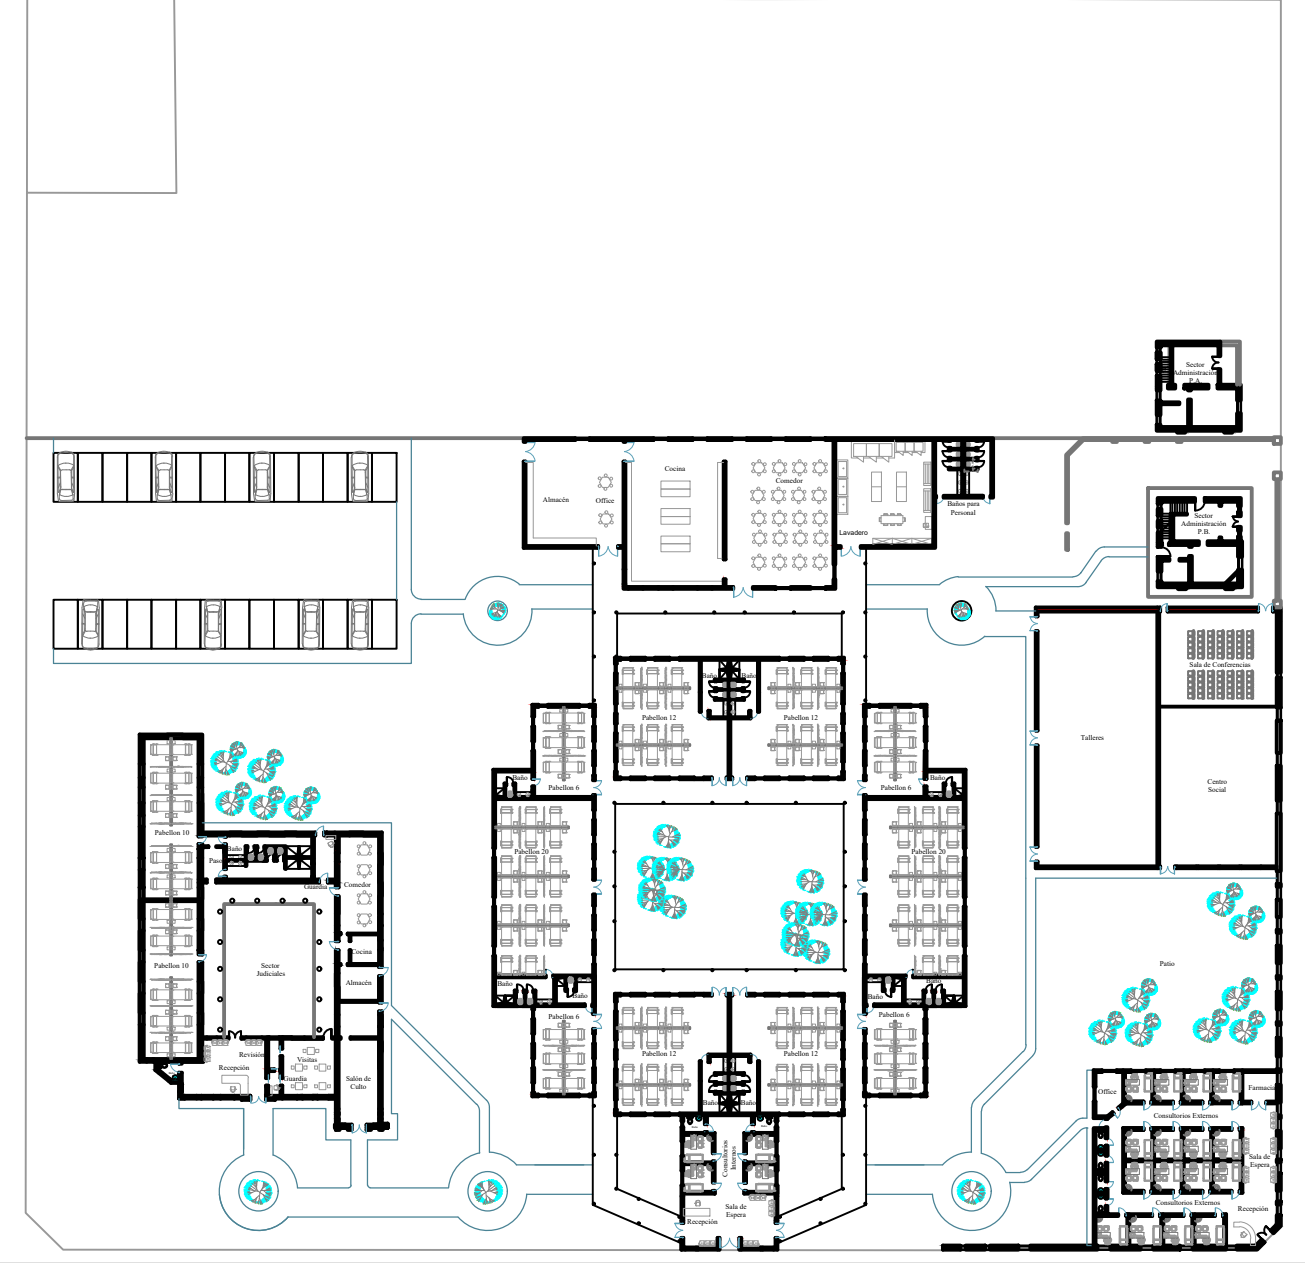 Sector
Administración
P.A.
Cocina
Comedor
Almacén
Office
Baños para
Personal
Lavadero
Sector
Administración
P.B.
Sala de Conferencias
Baño
Baño
Pabellon 12
Pabellon 12
Talleres
Baño
Pabellon 6
Baño
Pabellon 6
Centro
Social
Pabellon 10
Baño
Paso
Pabellon 20
Pabellon 20
Guardia
Comedor
Cocina
Pabellon 10
Sector
Judiciales
Almacén
Patio
Baño
Baño
Baño
Baño
Pabellon 6
Pabellon 6
Pabellon 12
Pabellon 12
Revisión
Visitas
Recepción
Guardia
Salón de
Culto
Baño
Baño
Office
Farmacia
Consultorios Externos
Consultorios
Internos
Sala de
Espera
Consultorios Externos
Recepción
Sala de
Espera
Recepción